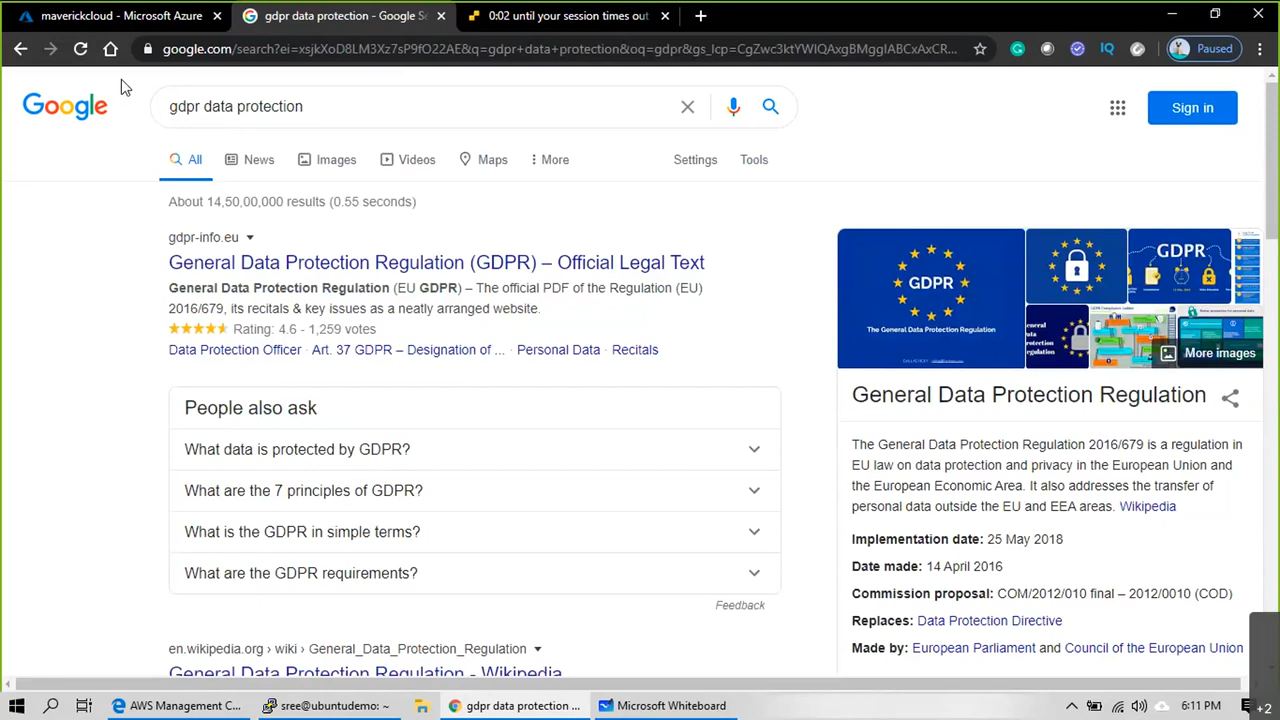 maverickcloud - Microsoft Azure
gdpr data protection - Google Se
0:02 until your session times out
google.com/search?ei=xsjkXoD8LM3Xz7sP9fO22AE&q=gdpr+data+protection&oq=gdpr&gs_lcp=CgZwc3ktYWIQAxgBMggIABCxAxCR...
IQ
Paused
Google
gdpr data protection
Sign in
All
News
Images
Videos
Maps
More
Settings
Tools
About 14,50,00,000 results (0.55 seconds)
gdpr-info.eu
General Data Protection Regulation (GDPR) – Official Legal Text
General Data Protection Regulation (EU GDPR) – The official PDF of the Regulation (EU)
2016/679, its recitals & key issues as a neatly arranged website.
Rating: 4.6 - 1,259 votes
Data Protection Officer · Art. 37 GDPR – Designation of ... · Personal Data · Recitals
People also ask
What data is protected by GDPR?
What are the 7 principles of GDPR?
What is the GDPR in simple terms?
What are the GDPR requirements?
Feedback
en.wikipedia.org › wiki › General_Data_Protection_Regulation
General Data Protection Regulation - Wikipedia
GDPR
The General Data Protection Regulation
GDPR
More images
General Data Protection Regulation
The General Data Protection Regulation 2016/679 is a regulation in
EU law on data protection and privacy in the European Union and
the European Economic Area. It also addresses the transfer of
personal data outside the EU and EEA areas. Wikipedia
Implementation date: 25 May 2018
Date made: 14 April 2016
Commission proposal: COM/2012/010 final – 2012/0010 (COD)
Replaces: Data Protection Directive
Made by: European Parliament and Council of the European Union
AWS Management C...
sree@ubuntudemo: ~
gdpr data protection ...
Microsoft Whiteboard
6:11 PM
+2